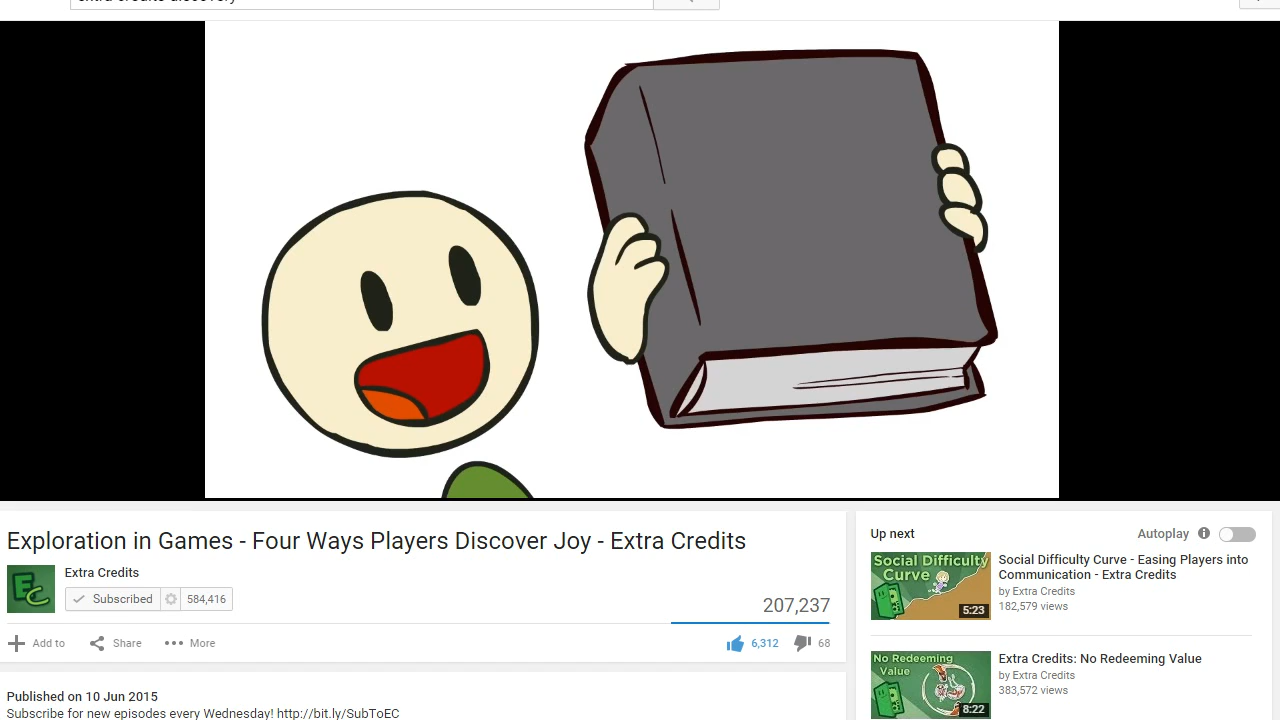 Exploration in Games - Four Ways Players Discover Joy - Extra Credits
Extra Credits
Subscribed 584,416
207,237
Add to Share More 6,312 68
Published on 10 Jun 2015
Subscribe for new episodes every Wednesday! http://bit.ly/SubToEC
Up next Autoplay
Social Difficulty
Curve
5:23
Social Difficulty Curve - Easing Players into
Communication - Extra Credits
by Extra Credits
182,579 views
No Redeeming
Value
8:22
Extra Credits: No Redeeming Value
by Extra Credits
383,572 views